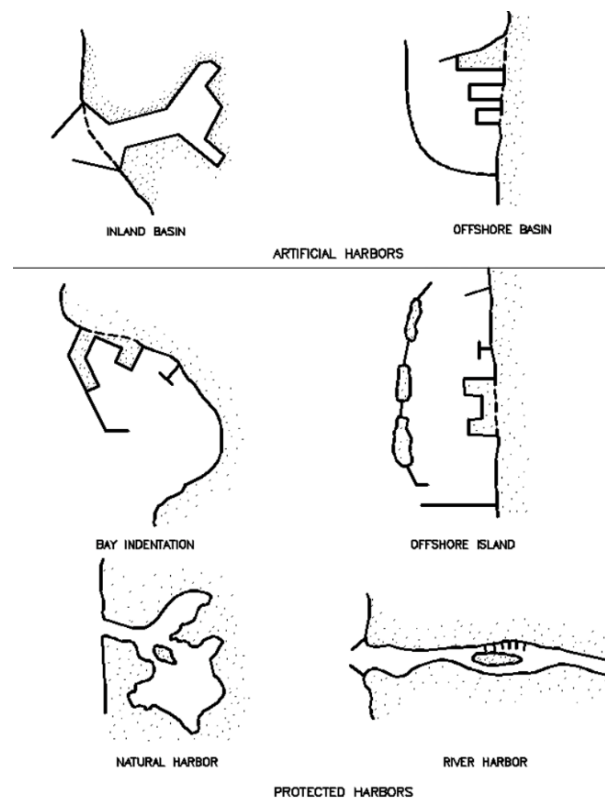 INLAND BASIN
OFFSHORE BASIN
ARTIFICIAL HARBORS
BAY INDENTATION
OFFSHORE ISLAND
NATURAL HARBOR
RIVER HARBOR
PROTECTED HARBORS